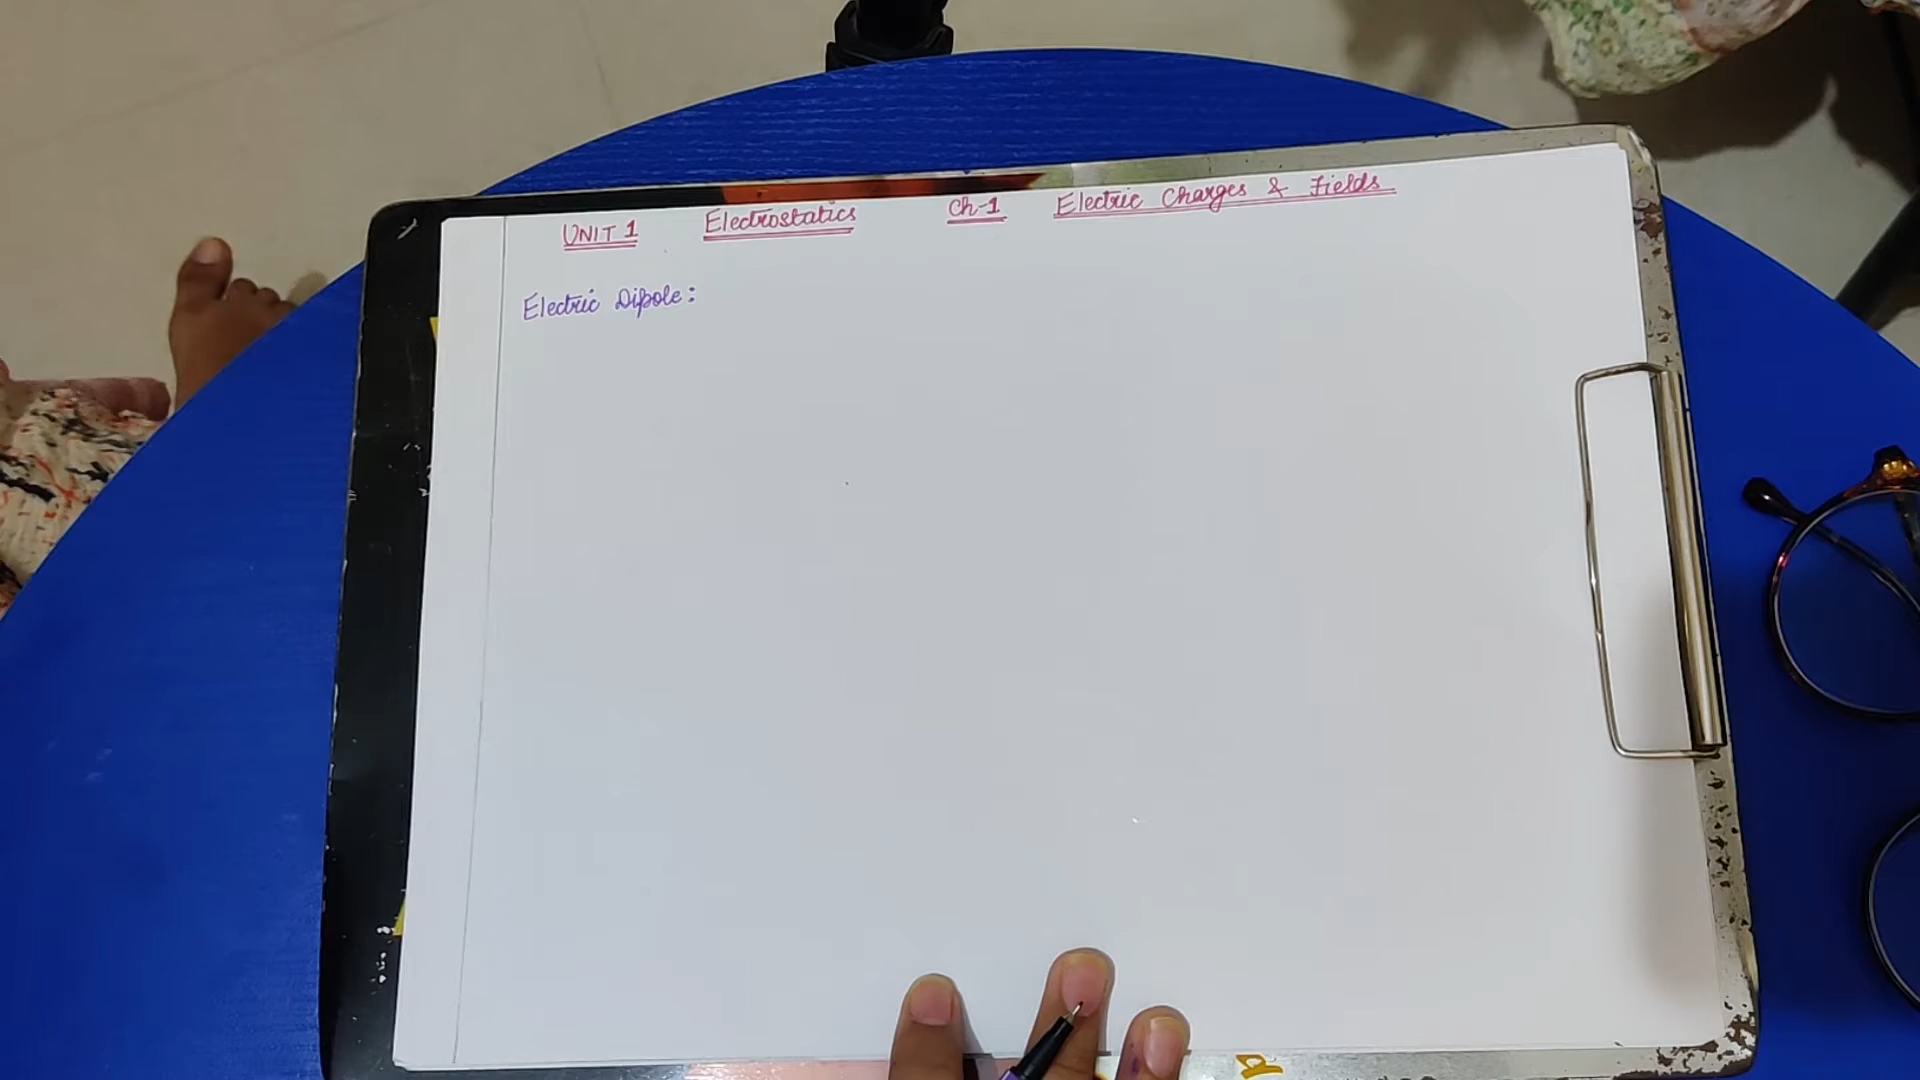 UNIT 1 Electrostatics Ch-1 Electric Charges & Fields
Electric Dipole: